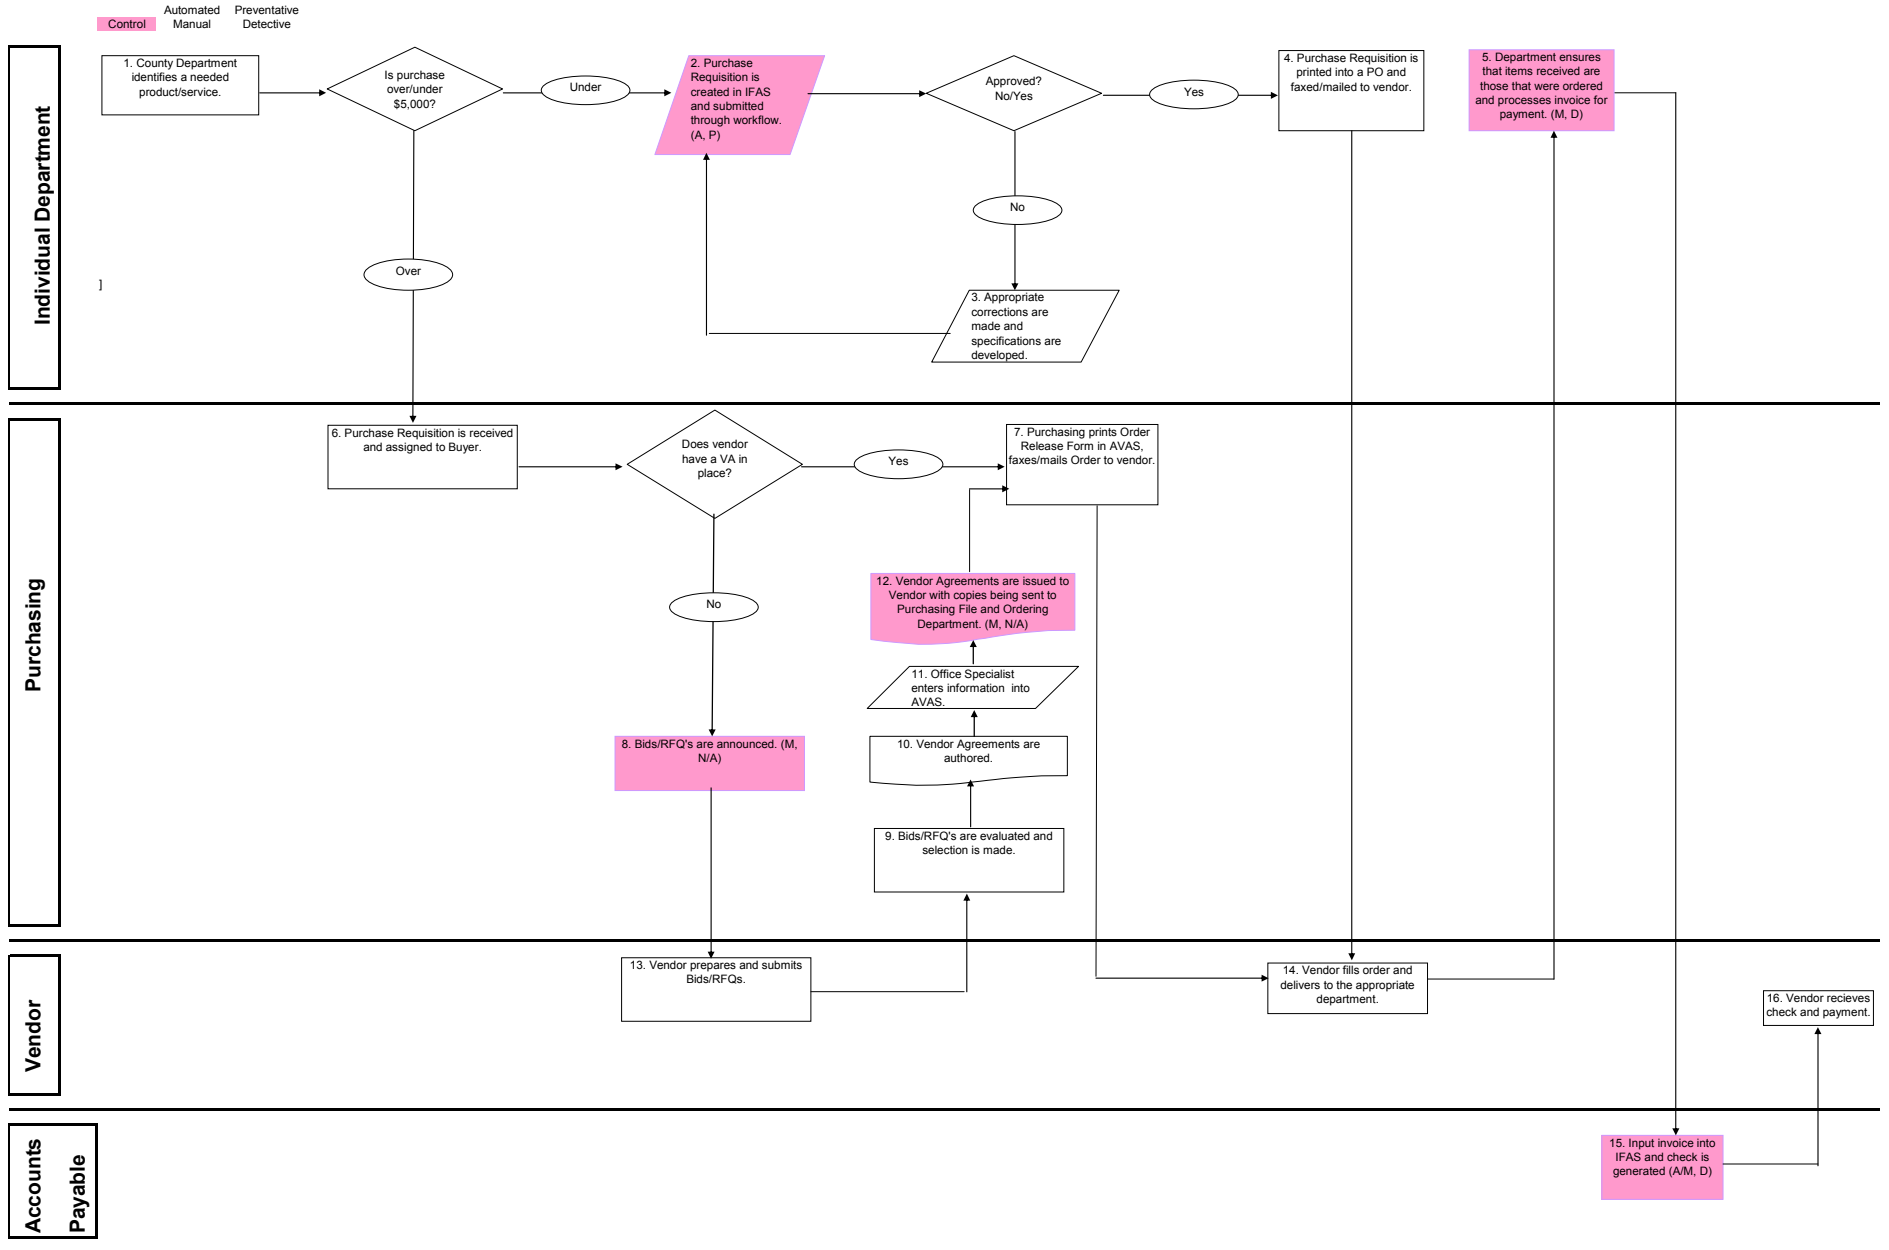 Automated Preventative
Control Manual Detective
Individual Department
1. County Department
identifies a needed
product/service.
Is purchase
over/under
$5,000?
Under
2. Purchase
Requisition is
created in IFAS
and submitted
through workflow.
(A, P)
Approved?
No/Yes
Yes
4. Purchase Requisition is
printed into a PO and
faxed/mailed to vendor.
5. Department ensures
that items received are
those that were ordered
and processes invoice for
payment. (M, D)
No
Over
]
3. Appropriate
corrections are
made and
specifications are
developed.
Purchasing
6. Purchase Requisition is received
and assigned to Buyer.
Does vendor
have a VA in
place?
Yes
7. Purchasing prints Order
Release Form in AVAS,
faxes/mails Order to vendor.
No
12. Vendor Agreements are issued to
Vendor with copies being sent to
Purchasing File and Ordering
Department. (M, N/A)
11. Office Specialist
enters information into
AVAS.
8. Bids/RFQ's are announced. (M,
N/A)
10. Vendor Agreements are
authored.
9. Bids/RFQ's are evaluated and
selection is made.
Vendor
13. Vendor prepares and submits
Bids/RFQs.
14. Vendor fills order and
delivers to the appropriate
department.
16. Vendor recieves
check and payment.
Accounts
Payable
15. Input invoice into
IFAS and check is
generated (A/M, D)